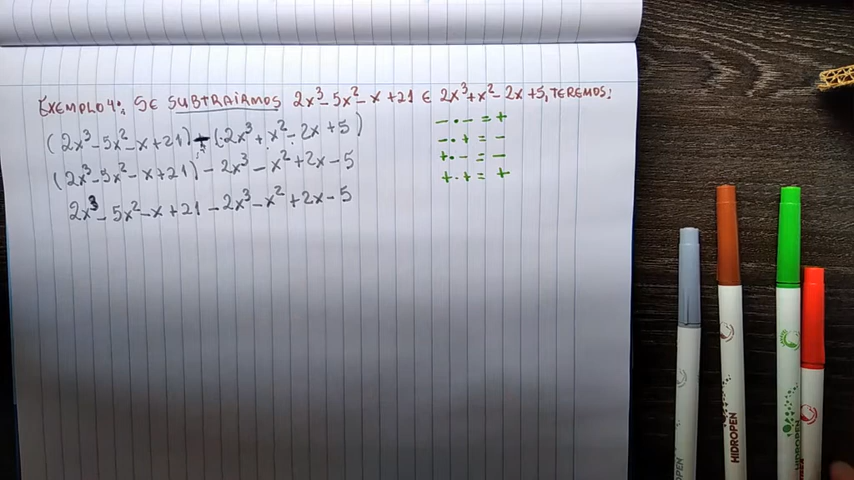 EXEMPLO 4: SE SUBTRAIRMOS 2x³-5x²-x+21 E 2x³+x²-2x+5, TEREMOS:
(2x³-5x²-x+21)-(2x³+x²-2x+5)
(2x³-5x²-x+21)-2x³-x²+2x-5
2x³-5x²-x+21-2x³-x²+2x-5
-·-=+
-·+=-
+·-=-
+·+=+
HIDROPEN
HIDROPEN